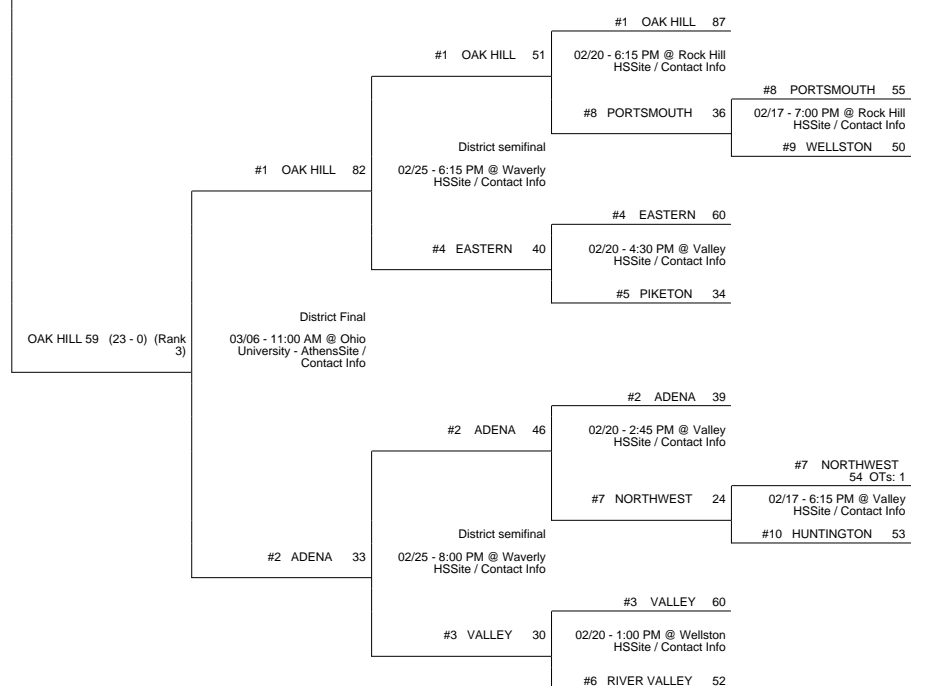 #1 OAK HILL 87
#1 OAK HILL 51
02/20 - 6:15 PM @ Rock Hill
HSSite / Contact Info
#8 PORTSMOUTH 55
#8 PORTSMOUTH 36
02/17 - 7:00 PM @ Rock Hill
HSSite / Contact Info
#9 WELLSTON 50
District semifinal
#1 OAK HILL 82
02/25 - 6:15 PM @ Waverly
HSSite / Contact Info
#4 EASTERN 60
#4 EASTERN 40
02/20 - 4:30 PM @ Valley
HSSite / Contact Info
#5 PIKETON 34
District Final
OAK HILL 59 (23 - 0) (Rank
3)
03/06 - 11:00 AM @ Ohio
University - AthensSite /
Contact Info
#2 ADENA 39
#2 ADENA 46
02/20 - 2:45 PM @ Valley
HSSite / Contact Info
#7 NORTHWEST
54 OTs: 1
#7 NORTHWEST 24
02/17 - 6:15 PM @ Valley
HSSite / Contact Info
#10 HUNTINGTON 53
District semifinal
#2 ADENA 33
02/25 - 8:00 PM @ Waverly
HSSite / Contact Info
#3 VALLEY 60
#3 VALLEY 30
02/20 - 1:00 PM @ Wellston
HSSite / Contact Info
#6 RIVER VALLEY 52